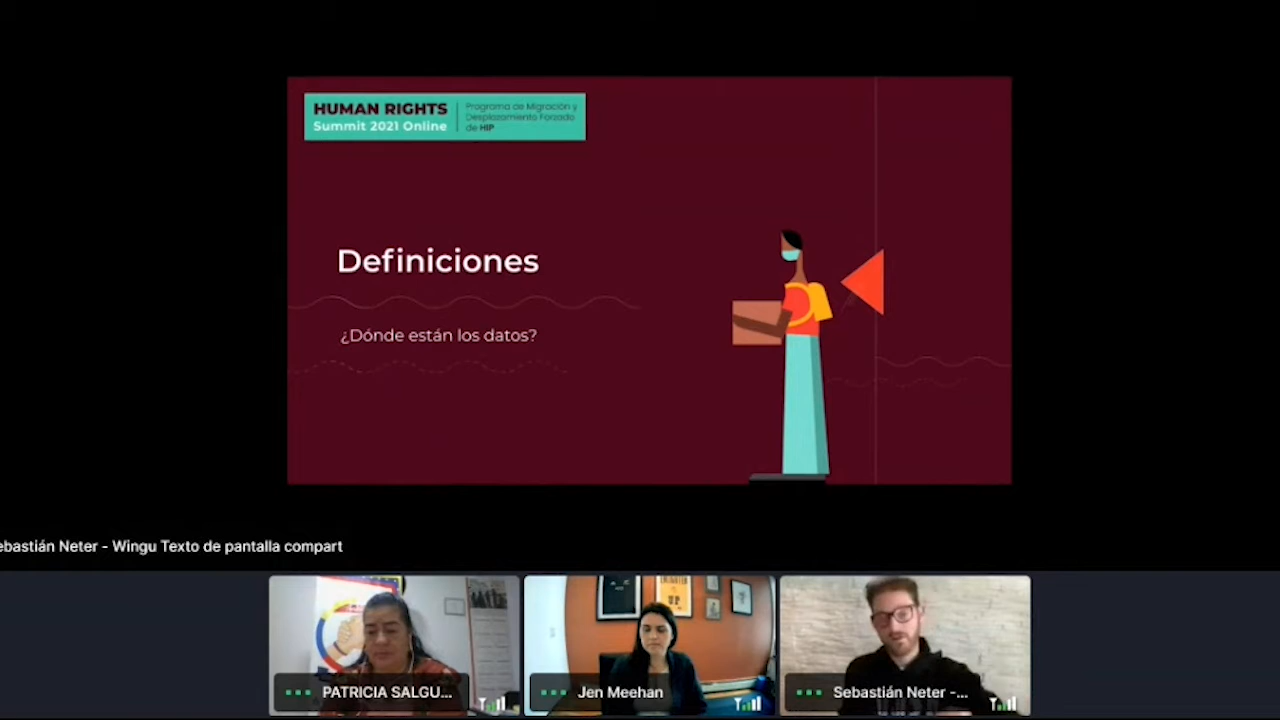 HUMAN RIGHTS
Summit 2021 Online
Programa de Migración y
Desplazamiento Forzado
de HIP
Definiciones
¿Dónde están los datos?
ebastián Neter - Wingu Texto de pantalla compart
PATRICIA SALGU...
Jen Meehan
Sebastián Neter -...